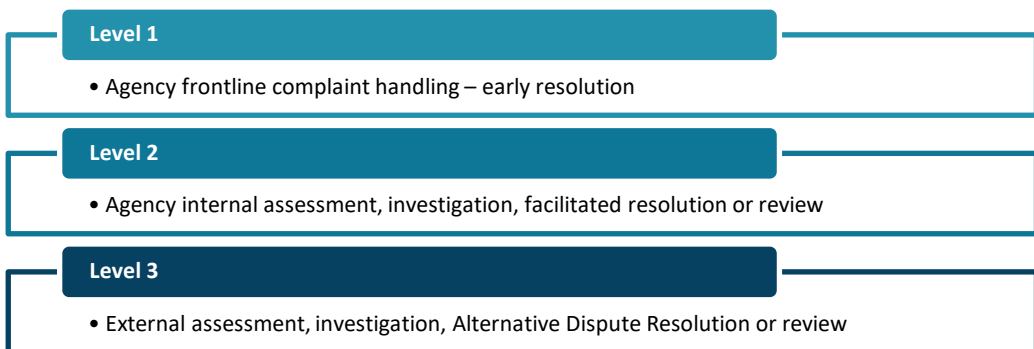 Level 1
• Agency frontline complaint handling – early resolution
Level 2
• Agency internal assessment, investigation, facilitated resolution or review
Level 3
• External assessment, investigation, Alternative Dispute Resolution or review